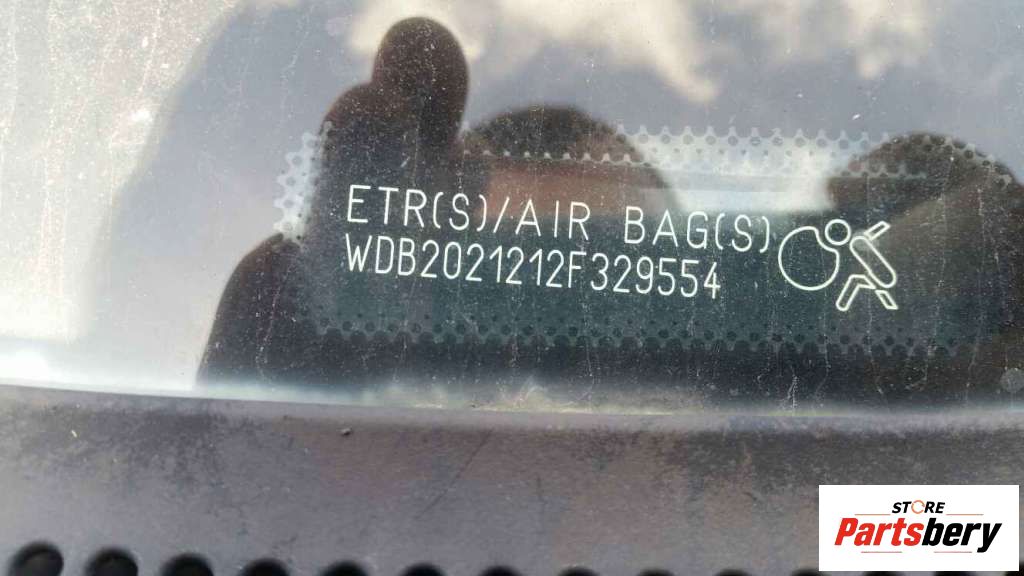 ETR(S)/AIR BAG(S)
WDB2021212F329554
STORE
Partsbery